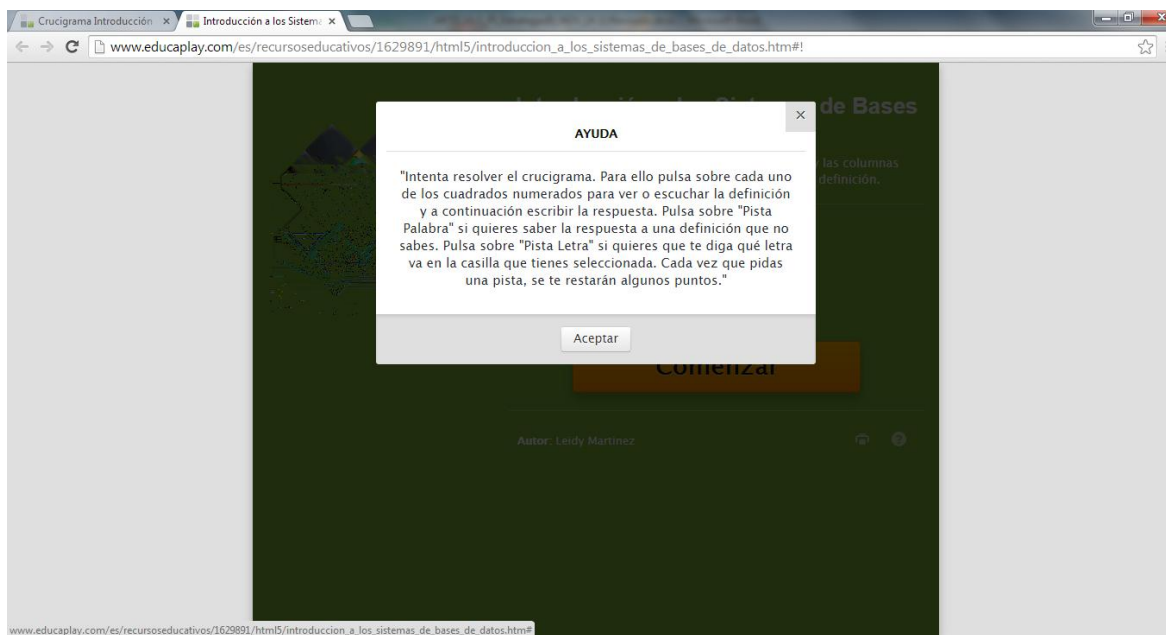 Crucigrama Introducción ×
Introducción a los Sistema ×
www.educaplay.com/es/recursoseducativos/1629891/html5/introduccion_a_los_sistemas_de_bases_de_datos.htm#!
de Bases
AYUDA
×
las columnas
definición.
"Intenta resolver el crucigrama. Para ello pulsa sobre cada uno
de los cuadrados numerados para ver o escuchar la definición
y a continuación escribir la respuesta. Pulsa sobre "Pista
Palabra" si quieres saber la respuesta a una definición que no
sabes. Pulsa sobre "Pista Letra" si quieres que te diga qué letra
va en la casilla que tienes seleccionada. Cada vez que pidas
una pista, se te restarán algunos puntos."
Aceptar
Comenzar
Autor: Leidy Martinez
www.educaplay.com/es/recursoseducativos/1629891/html5/introduccion_a_los_sistemas_de_bases_de_datos.htm#